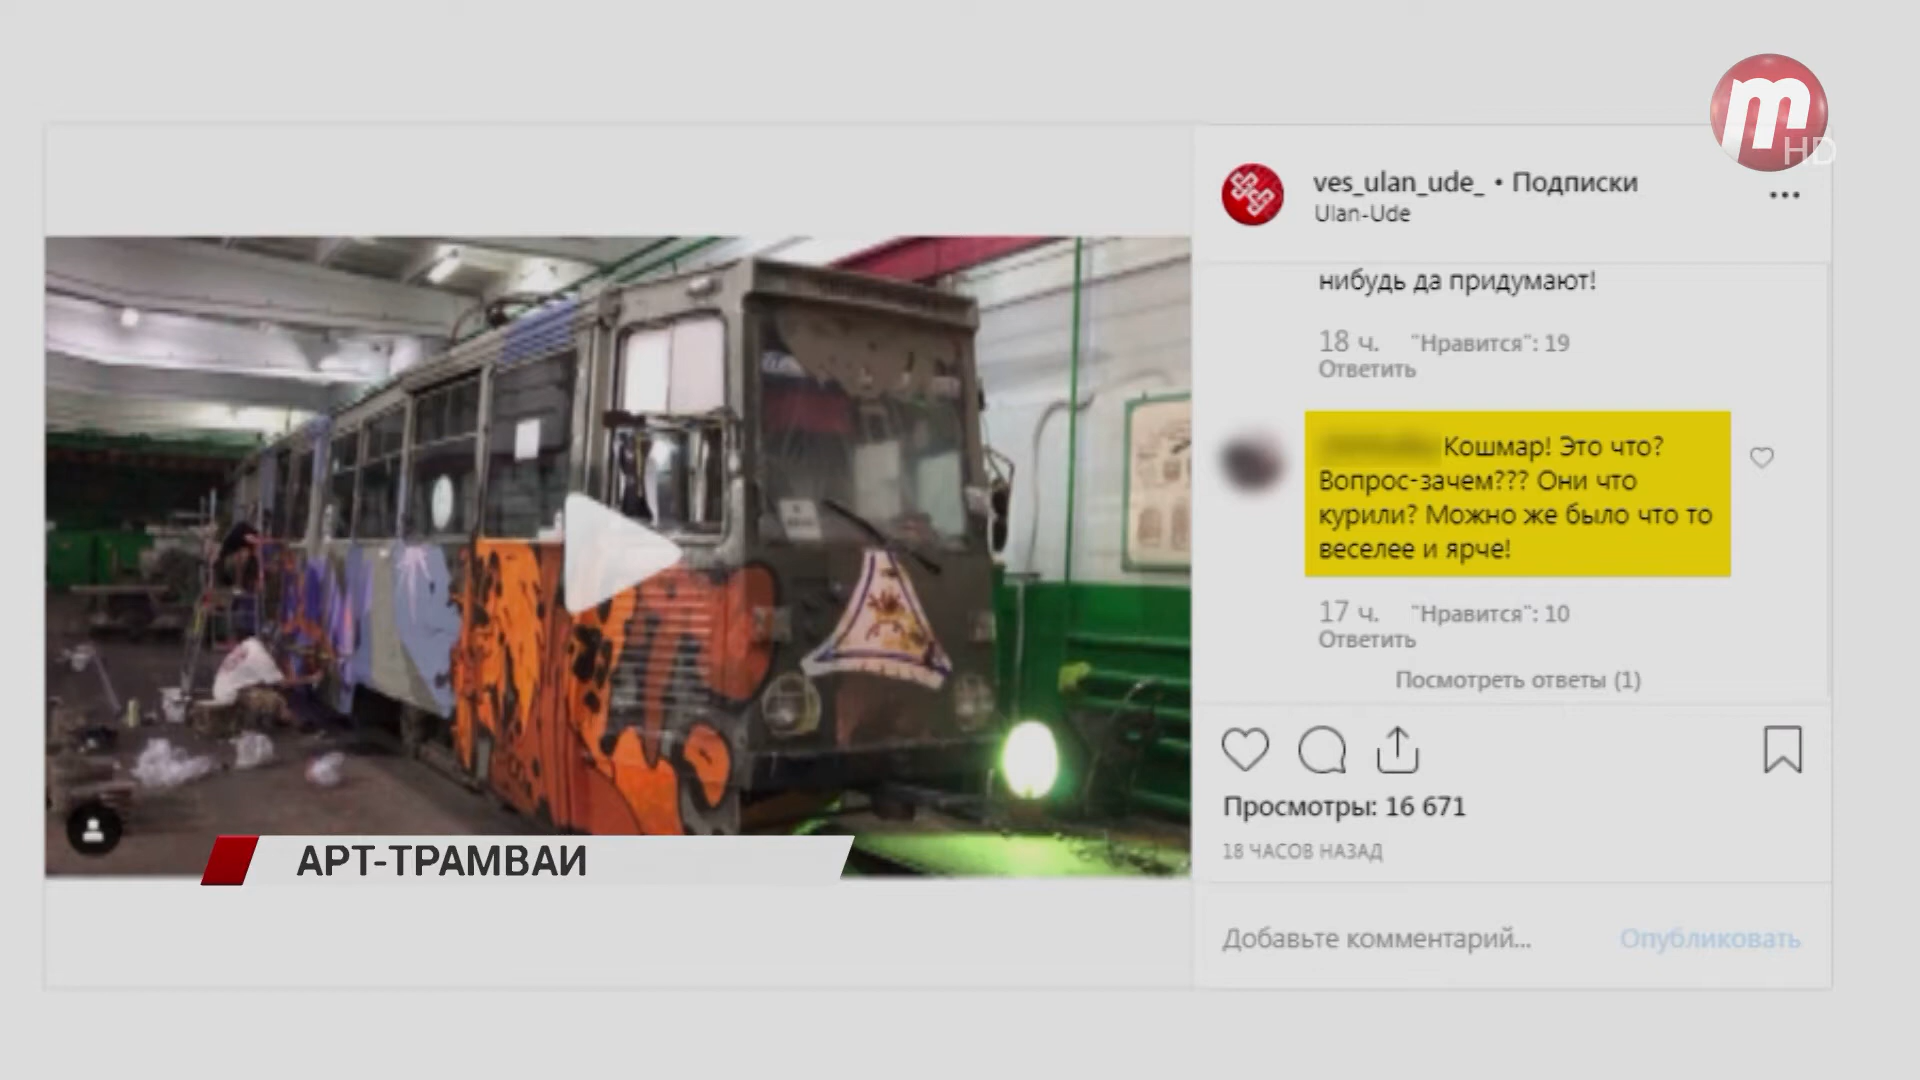 m
HD
ves_ulan_ude_ • Подписки
Ulan-Ude
нибудь да придумают!
18 ч. "Нравится": 19
Ответить
Кошмар! Это что?
Вопрос-зачем??? Они что
курили? Можно же было что то
веселее и ярче!
17 ч. "Нравится": 10
Ответить
Посмотреть ответы (1)
Просмотры: 16 671
18 ЧАСОВ НАЗАД
Добавьте комментарий...
Опубликовать
АРТ-ТРАМВАИ